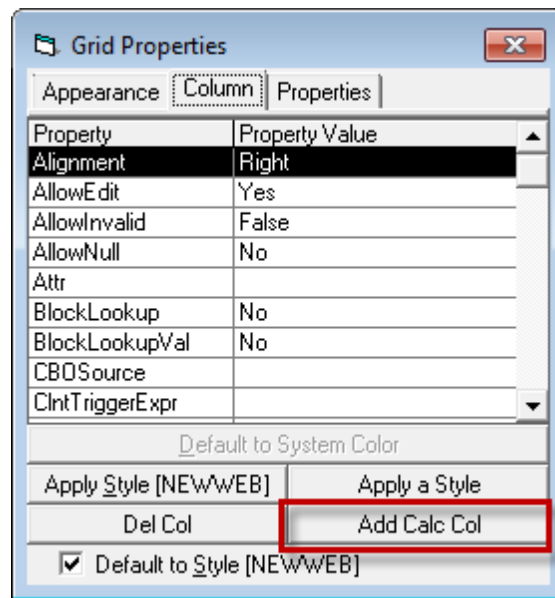 Grid Properties
Appearance Column Properties
Property Property Value
Alignment Right
AllowEdit Yes
AllowInvalid False
AllowNull No
Attr
BlockLookup No
BlockLookupVal No
CBOSource
ClntTriggerExpr
Default to System Color
Apply Style [NEWWEB] Apply a Style
Del Col Add Calc Col
Default to Style [NEWWEB]